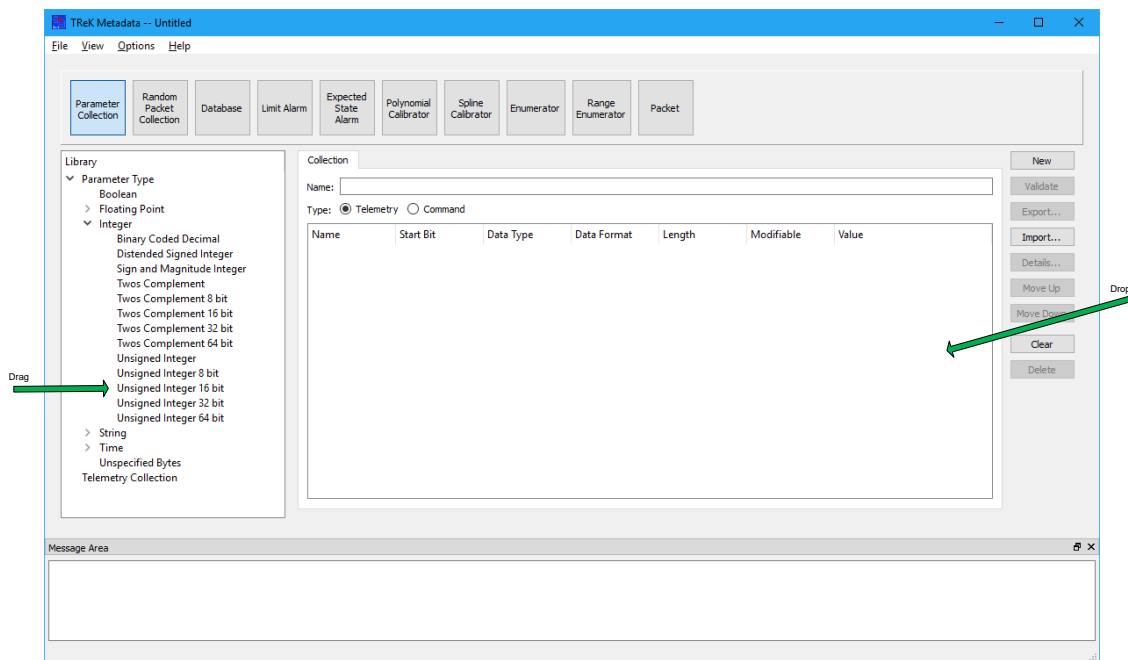 TReK Metadata -- Untitled
File View Options Help
Parameter Collection
Random Packet Collection
Database
Limit Alarm
Expected State Alarm
Polynomial Calibrator
Spline Calibrator
Enumerator
Range Enumerator
Packet
Library
Parameter Type
Boolean
Floating Point
Integer
Binary Coded Decimal
Distended Signed Integer
Sign and Magnitude Integer
Twos Complement
Twos Complement 8 bit
Twos Complement 16 bit
Twos Complement 32 bit
Twos Complement 64 bit
Unsigned Integer
Unsigned Integer 8 bit
Unsigned Integer 16 bit
Unsigned Integer 32 bit
Unsigned Integer 64 bit
String
Time
Unspecified Bytes
Telemetry Collection
Drag
Collection
Name:
Type: Telemetry Command
Name Start Bit Data Type Data Format Length Modifiable Value
New
Validate
Export...
Import...
Details...
Move Up
Move Down
Clear
Delete
Drop
Message Area